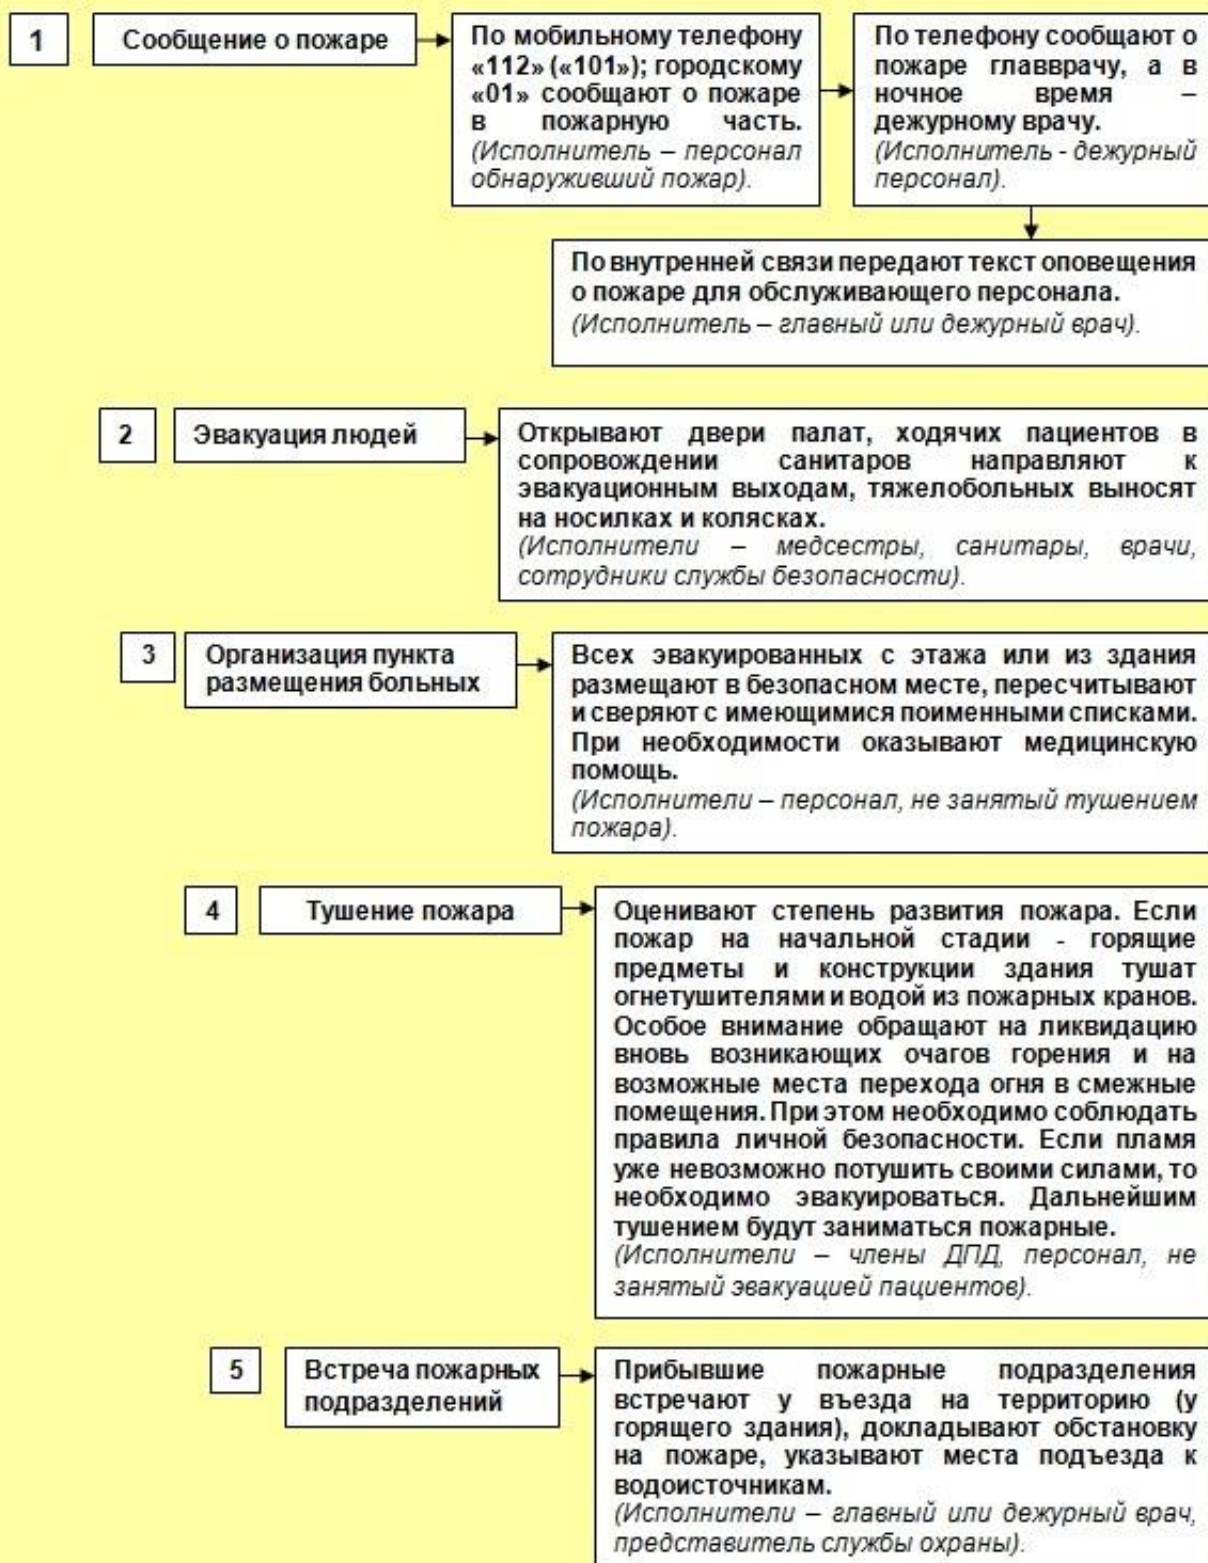 1
Сообщение о пожаре
По мобильному телефону
«112» («101»); городскому
«01» сообщают о пожаре
в пожарную часть.
(Исполнитель – персонал
обнаруживший пожар).
По телефону сообщают о
пожаре главврачу, а в
ночное время –
дежурному врачу.
(Исполнитель - дежурный
персонал).
По внутренней связи передают текст оповещения
о пожаре для обслуживающего персонала.
(Исполнитель – главный или дежурный врач).
2
Эвакуация людей
Открывают двери палат, ходячих пациентов в
сопровождении санитаров направляют к
эвакуационным выходам, тяжелобольных выносят
на носилках и колясках.
(Исполнители – медсестры, санитары, врачи,
сотрудники службы безопасности).
3
Организация пункта
размещения больных
Всех эвакуированных с этажа или из здания
размещают в безопасном месте, пересчитывают
и сверяют с имеющимися поименными списками.
При необходимости оказывают медицинскую
помощь.
(Исполнители – персонал, не занятый тушением
пожара).
4
Тушение пожара
Оценивают степень развития пожара. Если
пожар на начальной стадии - горящие
предметы и конструкции здания тушат
огнетушителями и водой из пожарных кранов.
Особое внимание обращают на ликвидацию
вновь возникающих очагов горения и на
возможные места перехода огня в смежные
помещения. При этом необходимо соблюдать
правила личной безопасности. Если пламя
уже невозможно потушить своими силами, то
необходимо эвакуироваться. Дальнейшим
тушением будут заниматься пожарные.
(Исполнители – члены ДПД, персонал, не
занятый эвакуацией пациентов).
5
Встреча пожарных
подразделений
Прибывшие пожарные подразделения
встречают у въезда на территорию (у
горящего здания), докладывают обстановку
на пожаре, указывают места подъезда к
водоисточникам.
(Исполнители – главный или дежурный врач,
представитель службы охраны).